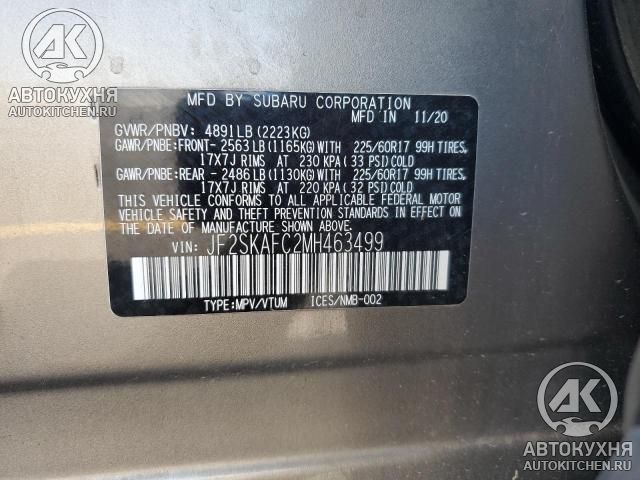 АК
АВТОКУХНЯ
AUTOKITCHEN.RU
MFD BY SUBARU CORPORATION
MFD IN 11/20
GVWR/PNBV: 4891LB(2223KG)
GAWR/PNBE:FRONT- 2563LB(1165KG)WITH 225/60R17 99H TIRES,
17X7J RIMS AT 230 KPA(33 PSI)COLD
GAWR/PNBE:REAR - 2486LB(1130KG)WITH 225/60R17 99H TIRES,
17X7J RIMS AT 220 KPA(32 PSI)COLD
THIS VEHICLE CONFORMS TO ALL APPLICABLE FEDERAL MOTOR
VEHICLE SAFETY AND THEFT PREVENTION STANDARDS IN EFFECT ON
THE DATE OF MANUFACTURE SHOWN ABOVE.
VIN: JF2SKAFC2MH463499
TYPE:MPV/VTUM ICES/NMB-002
АК
АВТОКУХНЯ
AUTOKITCHEN.RU